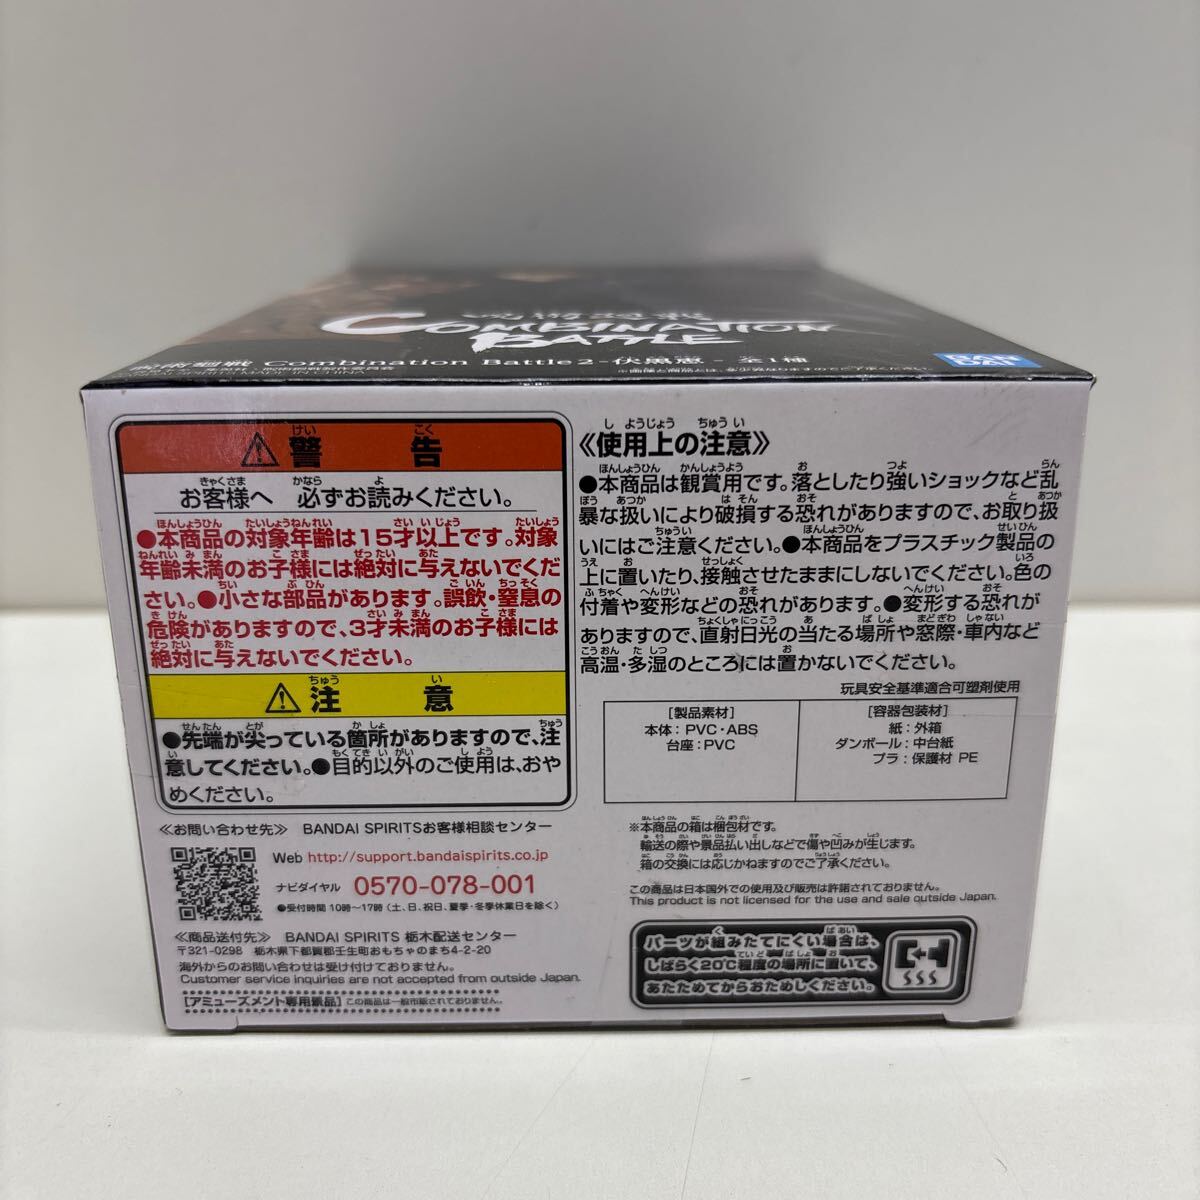 COMBINATION
BATTLE
呪術廻戦 Combination Battle2-伏黒恵- 全1種
BANDAI
⚠警告
お客様へ 必ずお読みください。
●本商品の対象年齢は15才以上です。対象
年齢未満のお子様には絶対に与えないでくだ
さい。●小さな部品があります。誤飲・窒息の
危険がありますので、3才未満のお子様には
絶対に与えないでください。
⚠注意
●先端が尖っている箇所がありますので、注
意してください。●目的以外のご使用は、おや
めください。
≪お問い合わせ先≫ BANDAI SPIRITSお客様相談センター
Web http://support.bandaispirits.co.jp
ナビダイヤル 0570-078-001
●受付時間 10時〜17時(土、日、祝日、夏季・冬季休業日を除く)
≪商品送付先≫ BANDAI SPIRITS 栃木配送センター
〒321-0298 栃木県下都賀郡壬生町おもちゃのまち4-2-20
海外からのお問い合わせは受け付けておりません。
Customer service inquiries are not accepted from outside Japan.
[アミューズメント専用景品] この商品は一般市販されておりません。
《使用上の注意》
●本商品は観賞用です。落としたり強いショックなど乱
暴な扱いにより破損する恐れがありますので、お取り扱
いにはご注意ください。●本商品をプラスチック製品の
上に置いたり、接触させたままにしないでください。色の
付着や変形などの恐れがあります。●変形する恐れが
ありますので、直射日光の当たる場所や窓際・車内など
高温・多湿のところには置かないでください。
玩具安全基準適合可塑剤使用
[製品素材]
本体：PVC・ABS
台座：PVC
[容器包装材]
紙：外箱
ダンボール：中台紙
プラ：保護材 PE
※本商品の箱は梱包材です。
輸送の際や景品払い出しなどで傷や凹みが生じます。
箱の交換には応じかねますのでご了承ください。
この商品は日本国外での使用及び販売は許諾されておりません。
This product is not licensed for the use and sale outside Japan.
パーツが組みたてにくい場合は、
しばらく20℃程度の場所に置いて、
あたためてからおためしください。